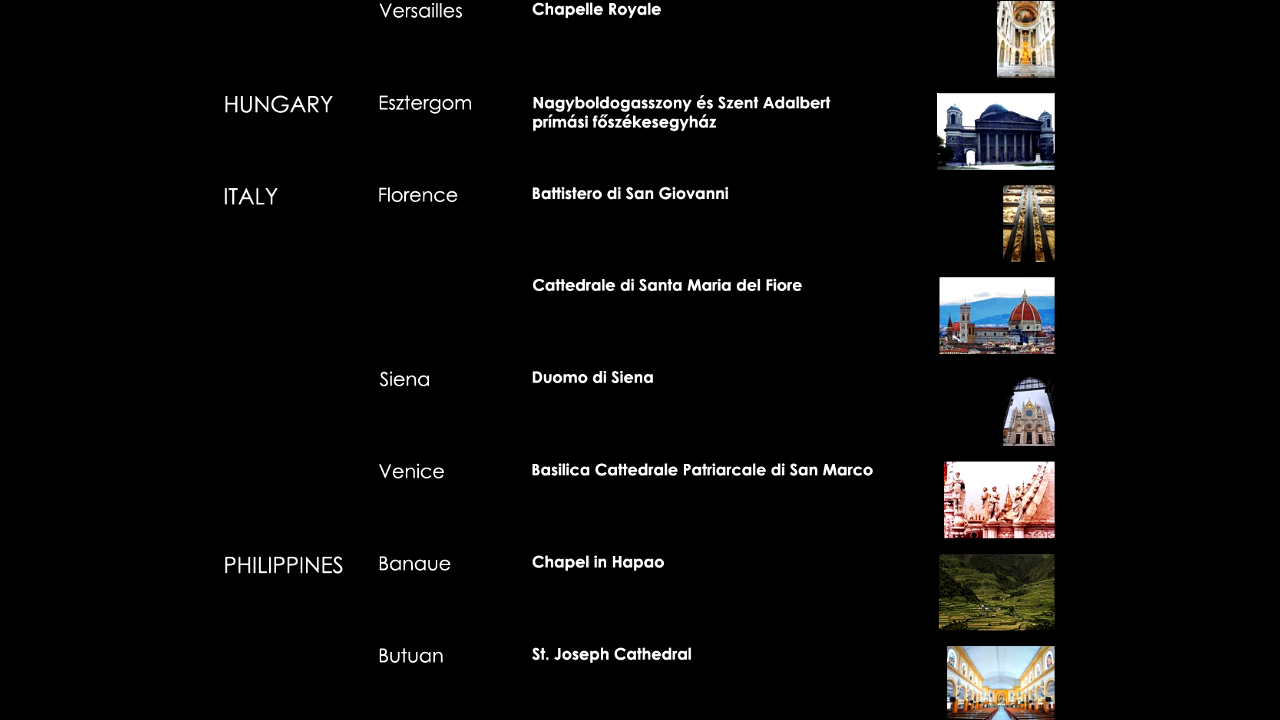 Versailles Chapelle Royale
HUNGARY Esztergom Nagyboldogasszony és Szent Adalbert
prímási főszékesegyház
ITALY Florence Battistero di San Giovanni
Cattedrale di Santa Maria del Fiore
Siena Duomo di Siena
Venice Basilica Cattedrale Patriarcale di San Marco
PHILIPPINES Banaue Chapel in Hapao
Butuan St. Joseph Cathedral